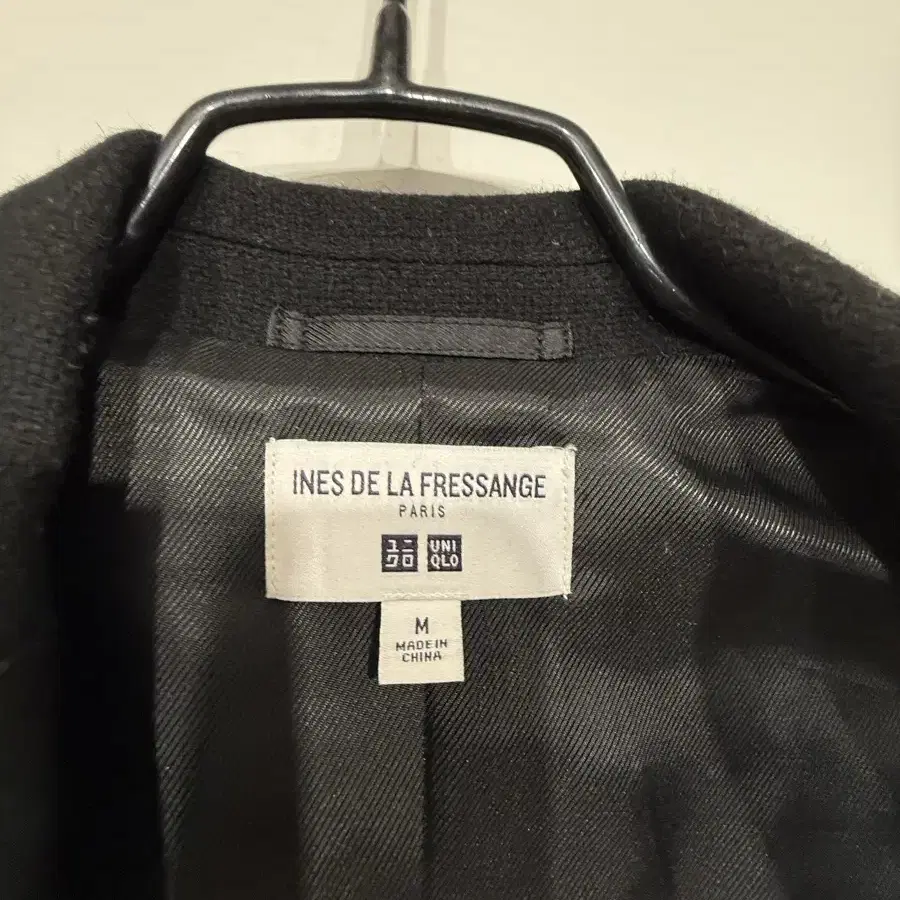 INES DE LA FRESSANGE
PARIS
ユニ UNI
クロ QLO
M
MADE IN
CHINA